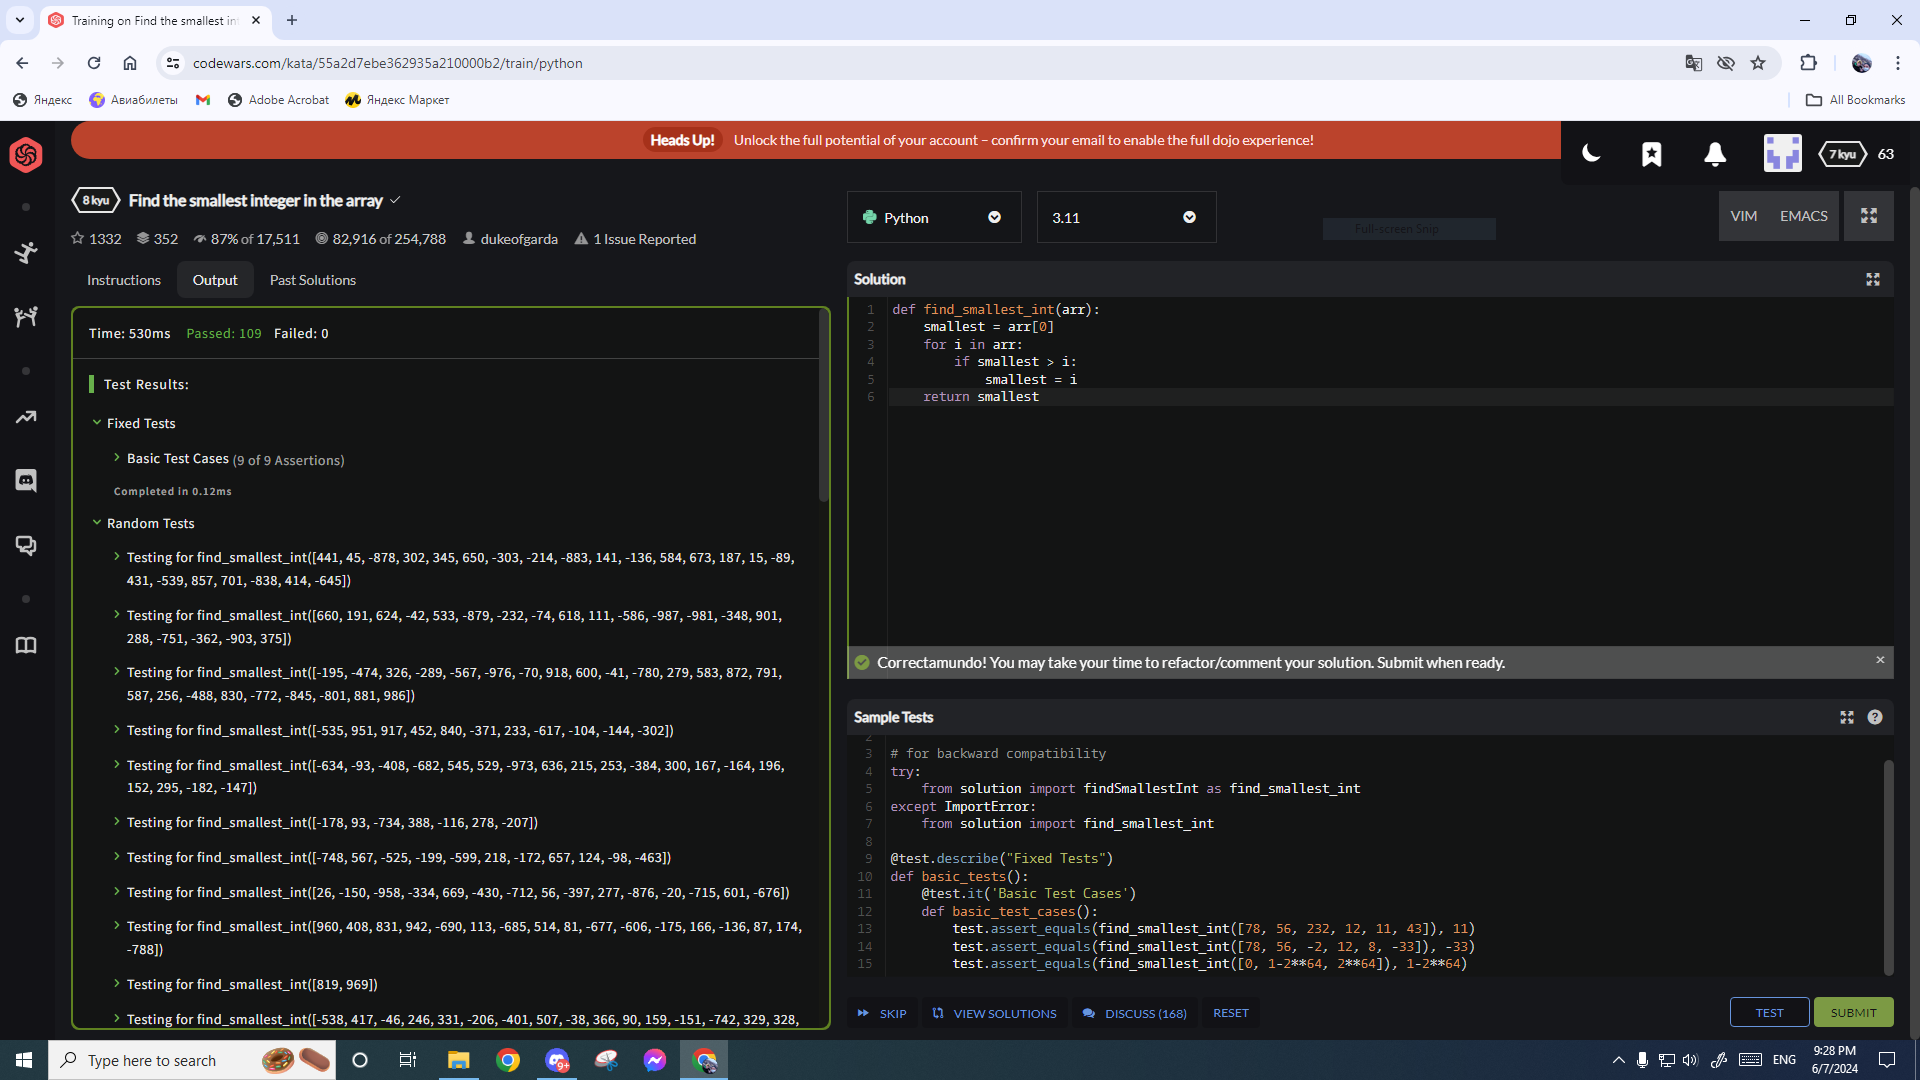 Training on Find the smallest in
codewars.com/kata/55a2d7ebe362935a210000b2/train/python
Яндекс
Авиабилеты
Adobe Acrobat
Яндекс Маркет
All Bookmarks
Heads Up! Unlock the full potential of your account – confirm your email to enable the full dojo experience!
7 kyu
63
8 kyu Find the smallest integer in the array
1332 352 87% of 17,511 82,916 of 254,788 dukeofgarda 1 Issue Reported
Instructions Output Past Solutions
Time: 530ms Passed: 109 Failed: 0
Test Results:
Fixed Tests
Basic Test Cases (9 of 9 Assertions)
Completed in 0.12ms
Random Tests
Testing for find_smallest_int([441, 45, -878, 302, 345, 650, -303, -214, -883, 141, -136, 584, 673, 187, 15, -89,
431, -539, 857, 701, -838, 414, -645])
Testing for find_smallest_int([660, 191, 624, -42, 533, -879, -232, -74, 618, 111, -586, -987, -981, -348, 901,
288, -751, -362, -903, 375])
Testing for find_smallest_int([-195, -474, 326, -289, -567, -976, -70, 918, 600, -41, -780, 279, 583, 872, 791,
587, 256, -488, 830, -772, -845, -801, 881, 986])
Testing for find_smallest_int([-535, 951, 917, 452, 840, -371, 233, -617, -104, -144, -302])
Testing for find_smallest_int([-634, -93, -408, -682, 545, 529, -973, 636, 215, 253, -384, 300, 167, -164, 196,
152, 295, -182, -147])
Testing for find_smallest_int([-178, 93, -734, 388, -116, 278, -207])
Testing for find_smallest_int([-748, 567, -525, -199, -599, 218, -172, 657, 124, -98, -463])
Testing for find_smallest_int([26, -150, -958, -334, 669, -430, -712, 56, -397, 277, -876, -20, -715, 601, -676])
Testing for find_smallest_int([960, 408, 831, 942, -690, 113, -685, 514, 81, -677, -606, -175, 166, -136, 87, 174,
-788])
Testing for find_smallest_int([819, 969])
Testing for find_smallest_int([-538, 417, -46, 246, 331, -206, -401, 507, -38, 366, 90, 159, -151, -742, 329, 328,
Python
3.11
Full-screen Snip
VIM EMACS
Solution
1 def find_smallest_int(arr):
2 smallest = arr[0]
3 for i in arr:
4 if smallest > i:
5 smallest = i
6 return smallest
Correctamundo! You may take your time to refactor/comment your solution. Submit when ready.
Sample Tests
2
3 # for backward compatibility
4 try:
5 from solution import findSmallestInt as find_smallest_int
6 except ImportError:
7 from solution import find_smallest_int
8
9 @test.describe("Fixed Tests")
10 def basic_tests():
11 @test.it('Basic Test Cases')
12 def basic_test_cases():
13 test.assert_equals(find_smallest_int([78, 56, 232, 12, 11, 43]), 11)
14 test.assert_equals(find_smallest_int([78, 56, -2, 12, 8, -33]), -33)
15 test.assert_equals(find_smallest_int([0, 1-2**64, 2**64]), 1-2**64)
SKIP VIEW SOLUTIONS DISCUSS (168) RESET
TEST SUBMIT
Type here to search
9+
ENG
9:28 PM
6/7/2024